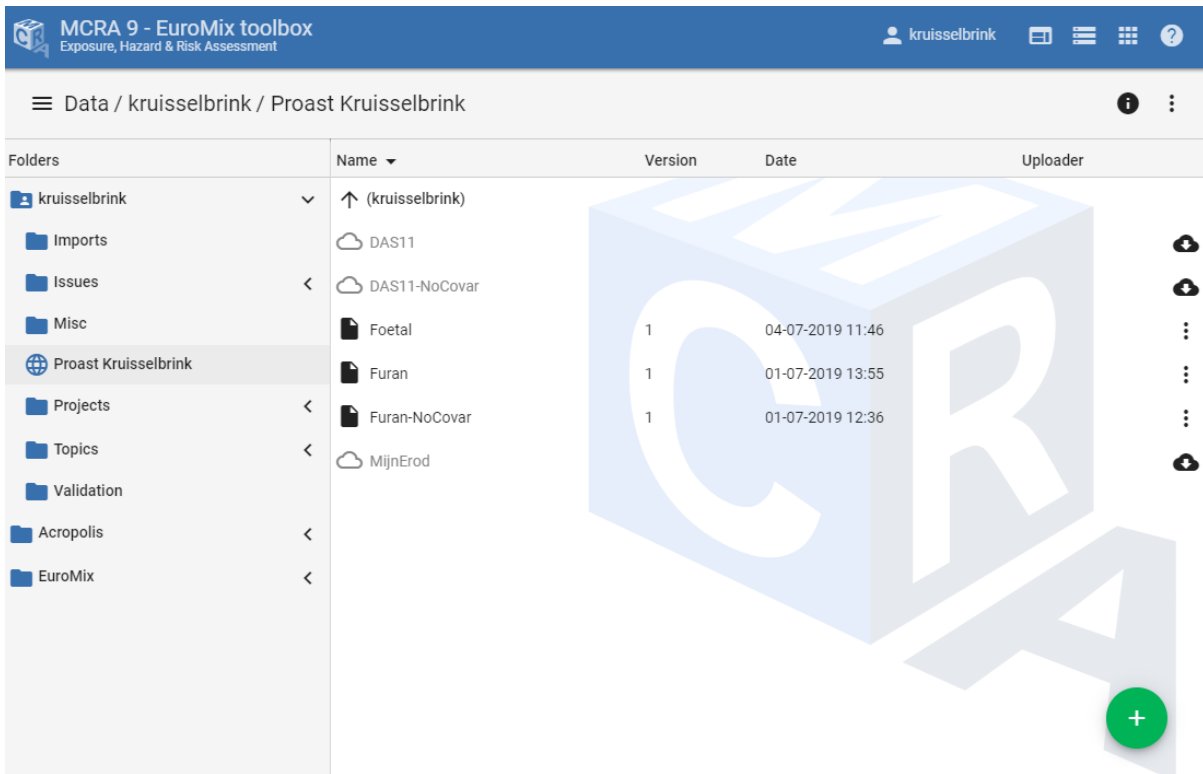 MCRA 9 - EuroMix toolbox
Exposure, Hazard & Risk Assessment
kruisselbrink
Data / kruisselbrink / Proast Kruisselbrink
Folders
Name Version Date Uploader
kruisselbrink
Imports
Issues
Misc
Proast Kruisselbrink
Projects
Topics
Validation
Acropolis
EuroMix
(kruisselbrink)
DAS11
DAS11-NoCovar
Foetal 1 04-07-2019 11:46
Furan 1 01-07-2019 13:55
Furan-NoCovar 1 01-07-2019 12:36
MijnErod
MCRA